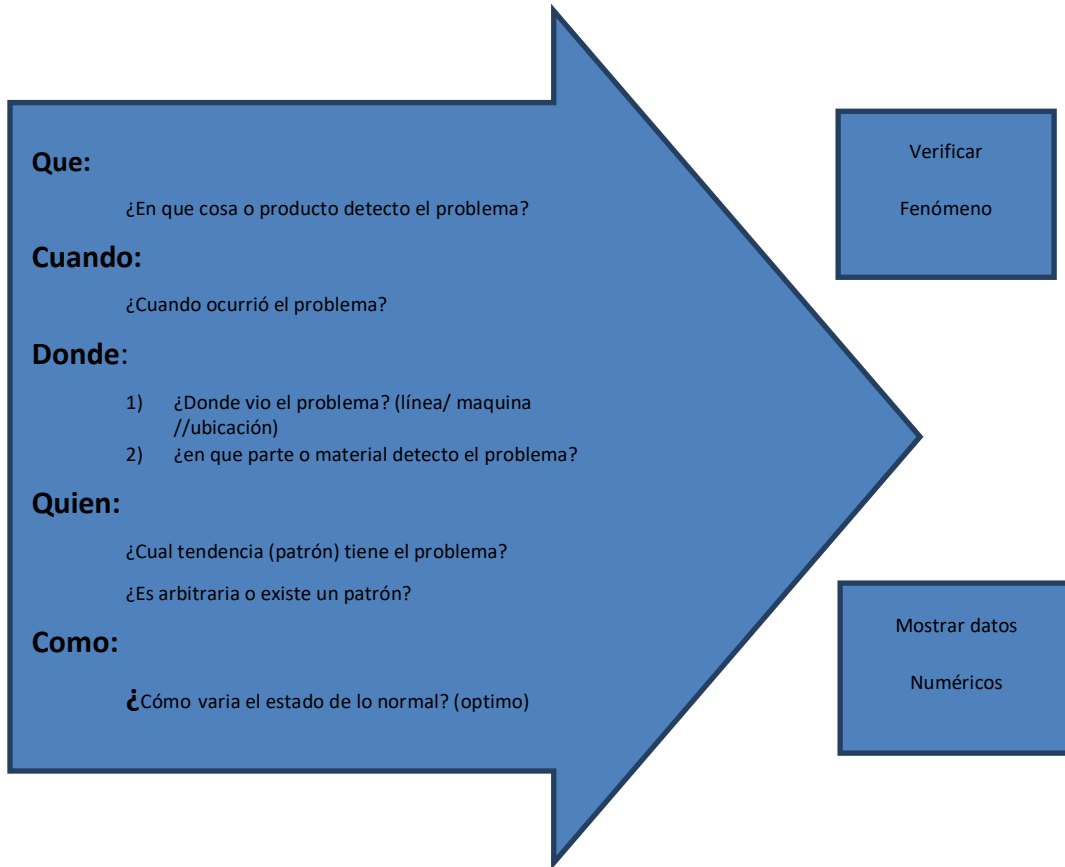 Que:
¿En que cosa o producto detecto el problema?
Cuando:
¿Cuando ocurrió el problema?
Donde:
1) ¿Donde vio el problema? (línea/ maquina
//ubicación)
2) ¿en que parte o material detecto el problema?
Quien:
¿Cual tendencia (patrón) tiene el problema?
¿Es arbitraria o existe un patrón?
Como:
¿Cómo varia el estado de lo normal? (optimo)
Verificar
Fenómeno
Mostrar datos
Numéricos